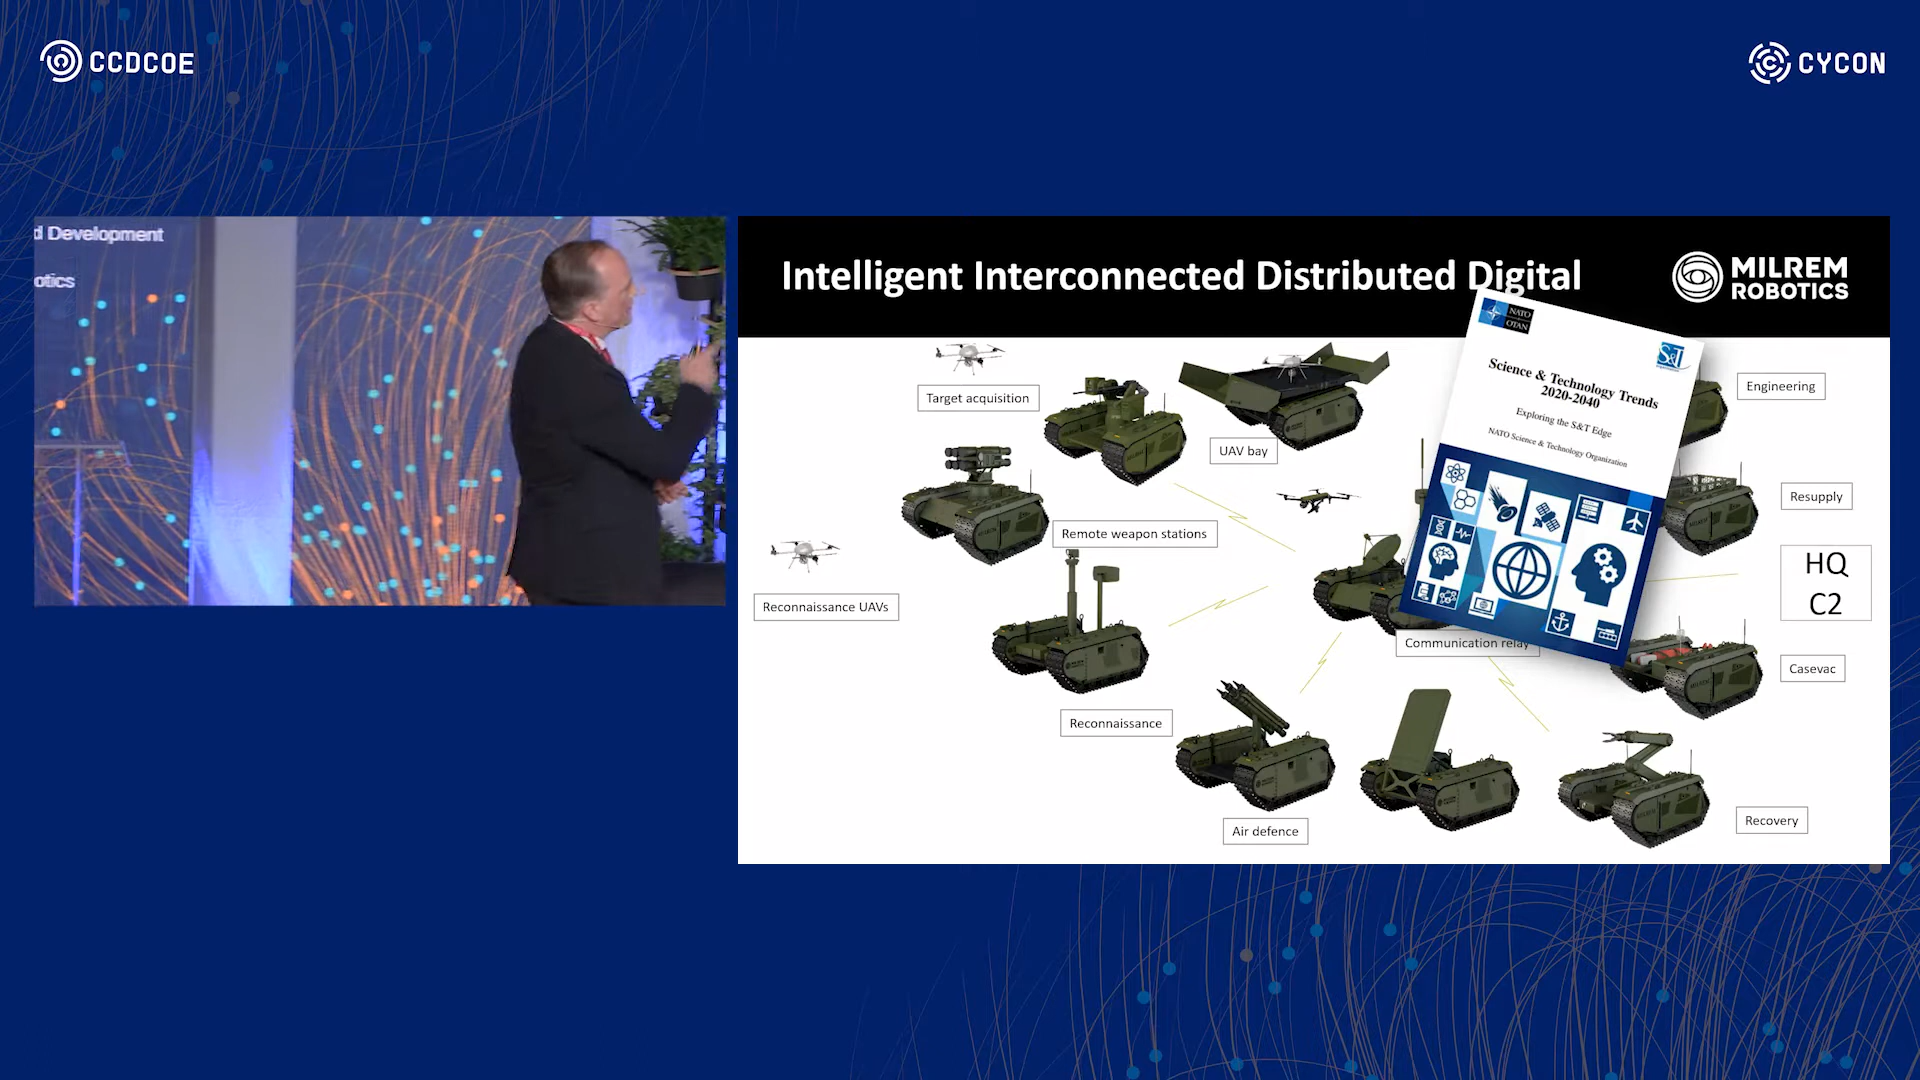 CCDCOE
CYCON
d Development
otics
Intelligent Interconnected Distributed Digital
MILREM
ROBOTICS
NATO
OTAN
S&T
Science & Technology Trends
2020-2040
Exploring the S&T Edge
NATO Science & Technology Organization
Target acquisition
UAV bay
Engineering
Resupply
Remote weapon stations
HQ
C2
Reconnaissance UAVs
Communication relay
Casevac
Reconnaissance
Air defence
Recovery